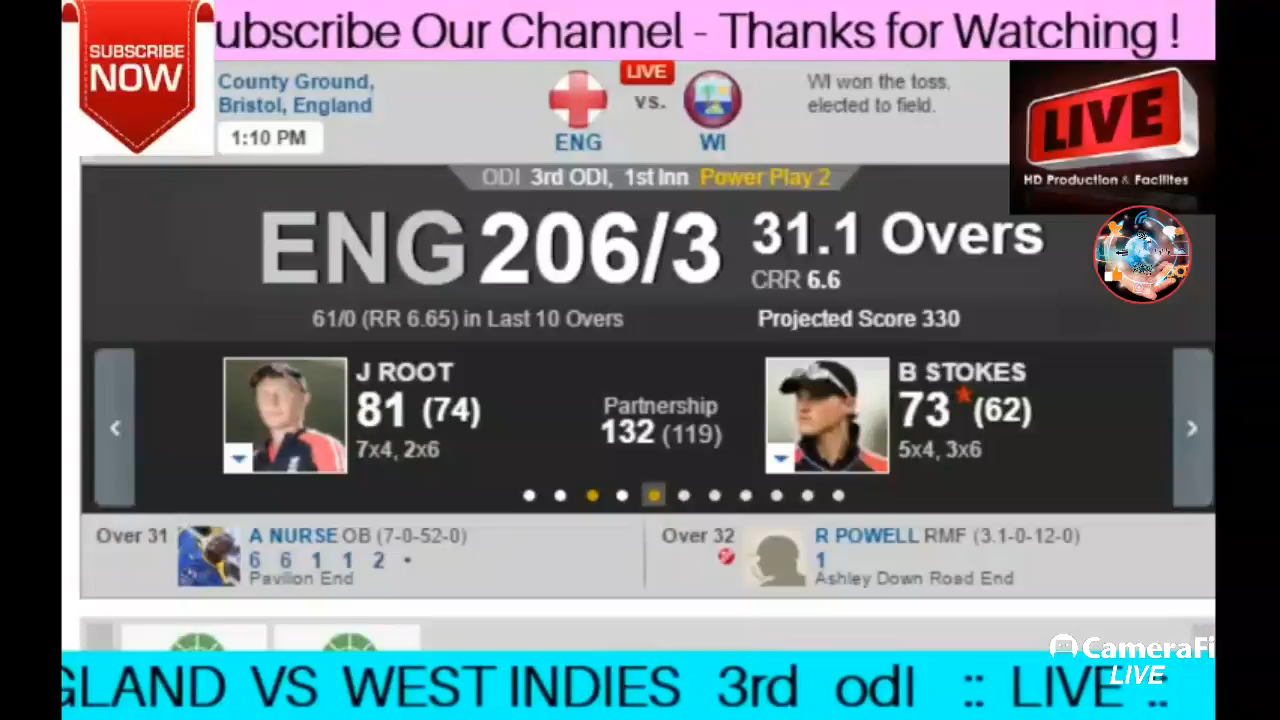 ubscribe Our Channel - Thanks for Watching !
SUBSCRIBE
NOW
County Ground,
Bristol, England
1:10 PM
LIVE
vs.
ENG
WI
WI won the toss,
elected to field.
LIVE
HD Production & Facilites
ODI 3rd ODI, 1st Inn Power Play 2
ENG 206/3
31.1 Overs
CRR 6.6
61/0 (RR 6.65) in Last 10 Overs
Projected Score 330
J ROOT
81 (74)
7x4, 2x6
Partnership
132 (119)
B STOKES
73 * (62)
5x4, 3x6
Over 31
A NURSE OB (7-0-52-0)
6 6 1 1 2 •
Pavilion End
Over 32
R POWELL RMF (3.1-0-12-0)
1
Ashley Down Road End
CameraFi
LIVE
GLAND VS WEST INDIES 3rd odI :: LIVE ::